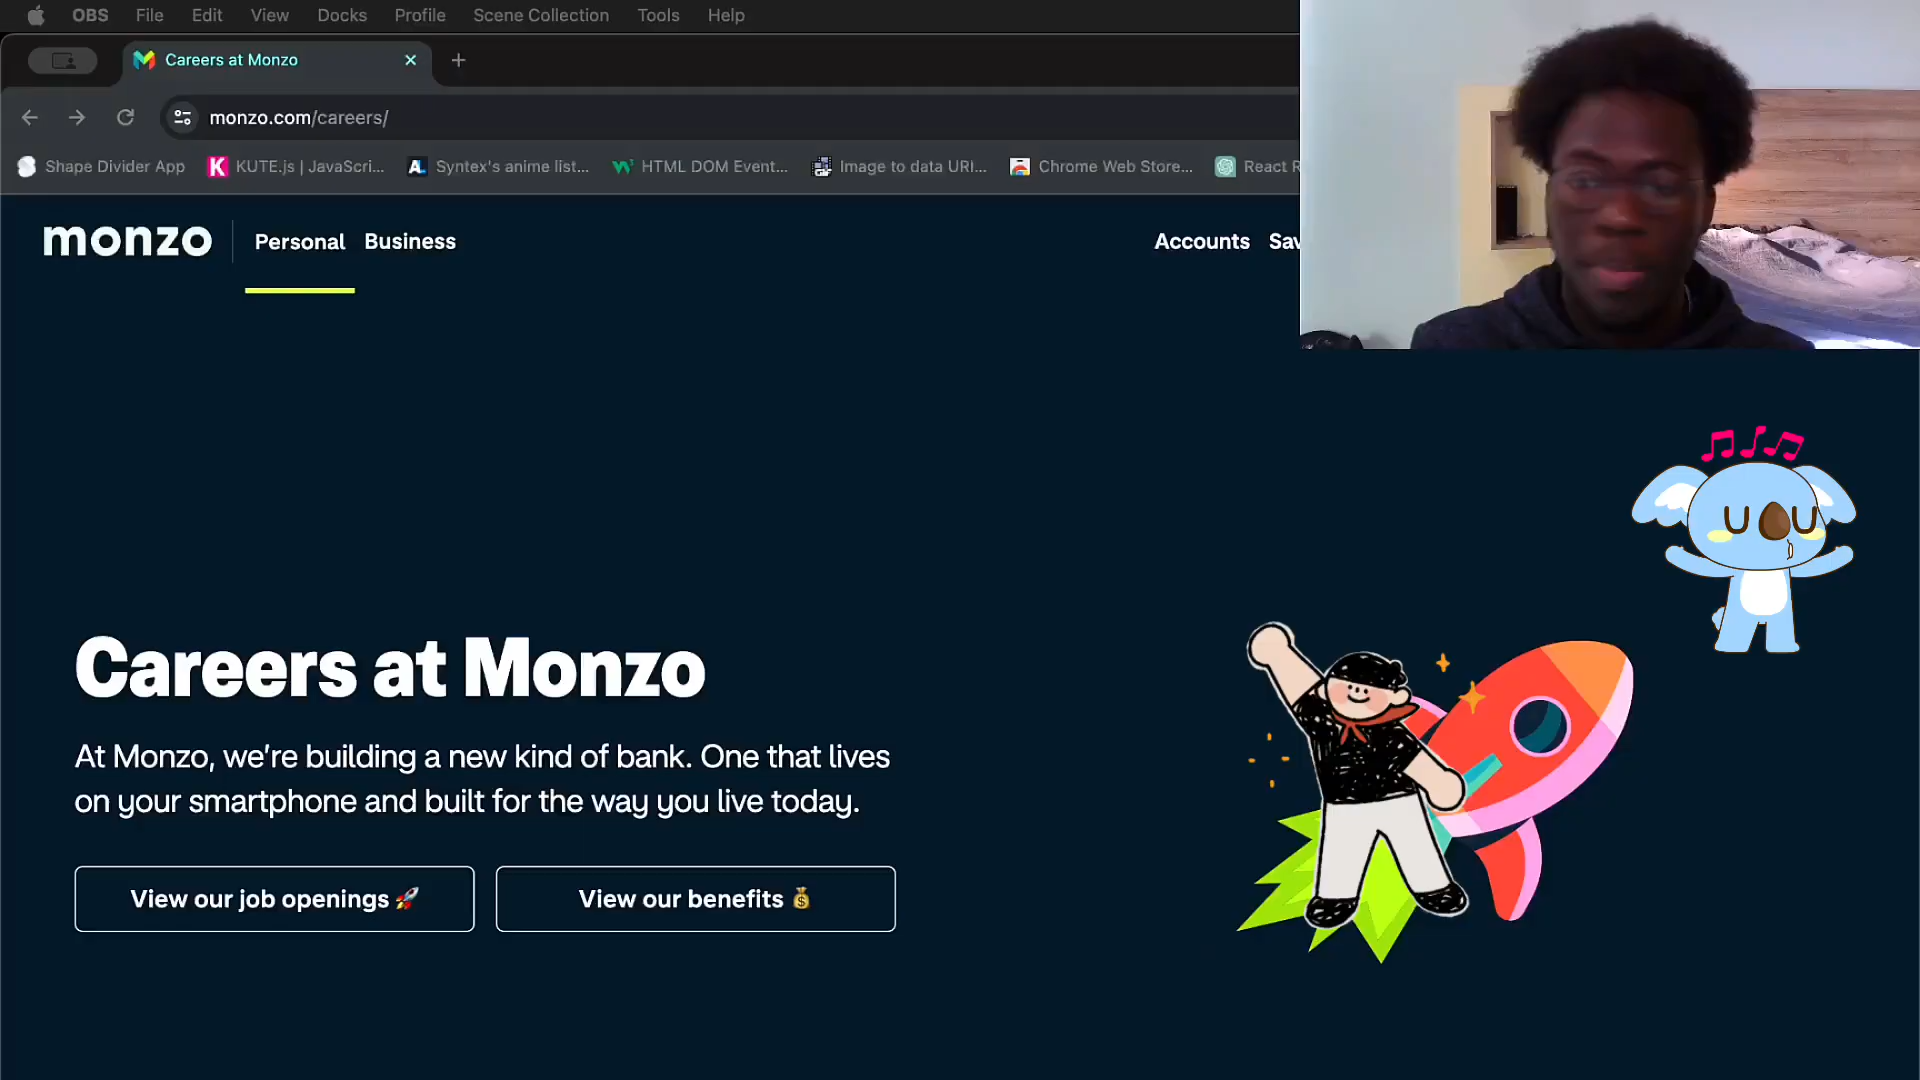 OBS File Edit View Docks Profile Scene Collection Tools Help
Careers at Monzo
monzo.com/careers/
Shape Divider App KUTE.js | JavaScri... Syntex's anime list... HTML DOM Event... Image to data URI... Chrome Web Store... React R
monzo Personal Business Accounts Sav
Careers at Monzo
At Monzo, we're building a new kind of bank. One that lives
on your smartphone and built for the way you live today.
View our job openings 🚀 View our benefits 💰